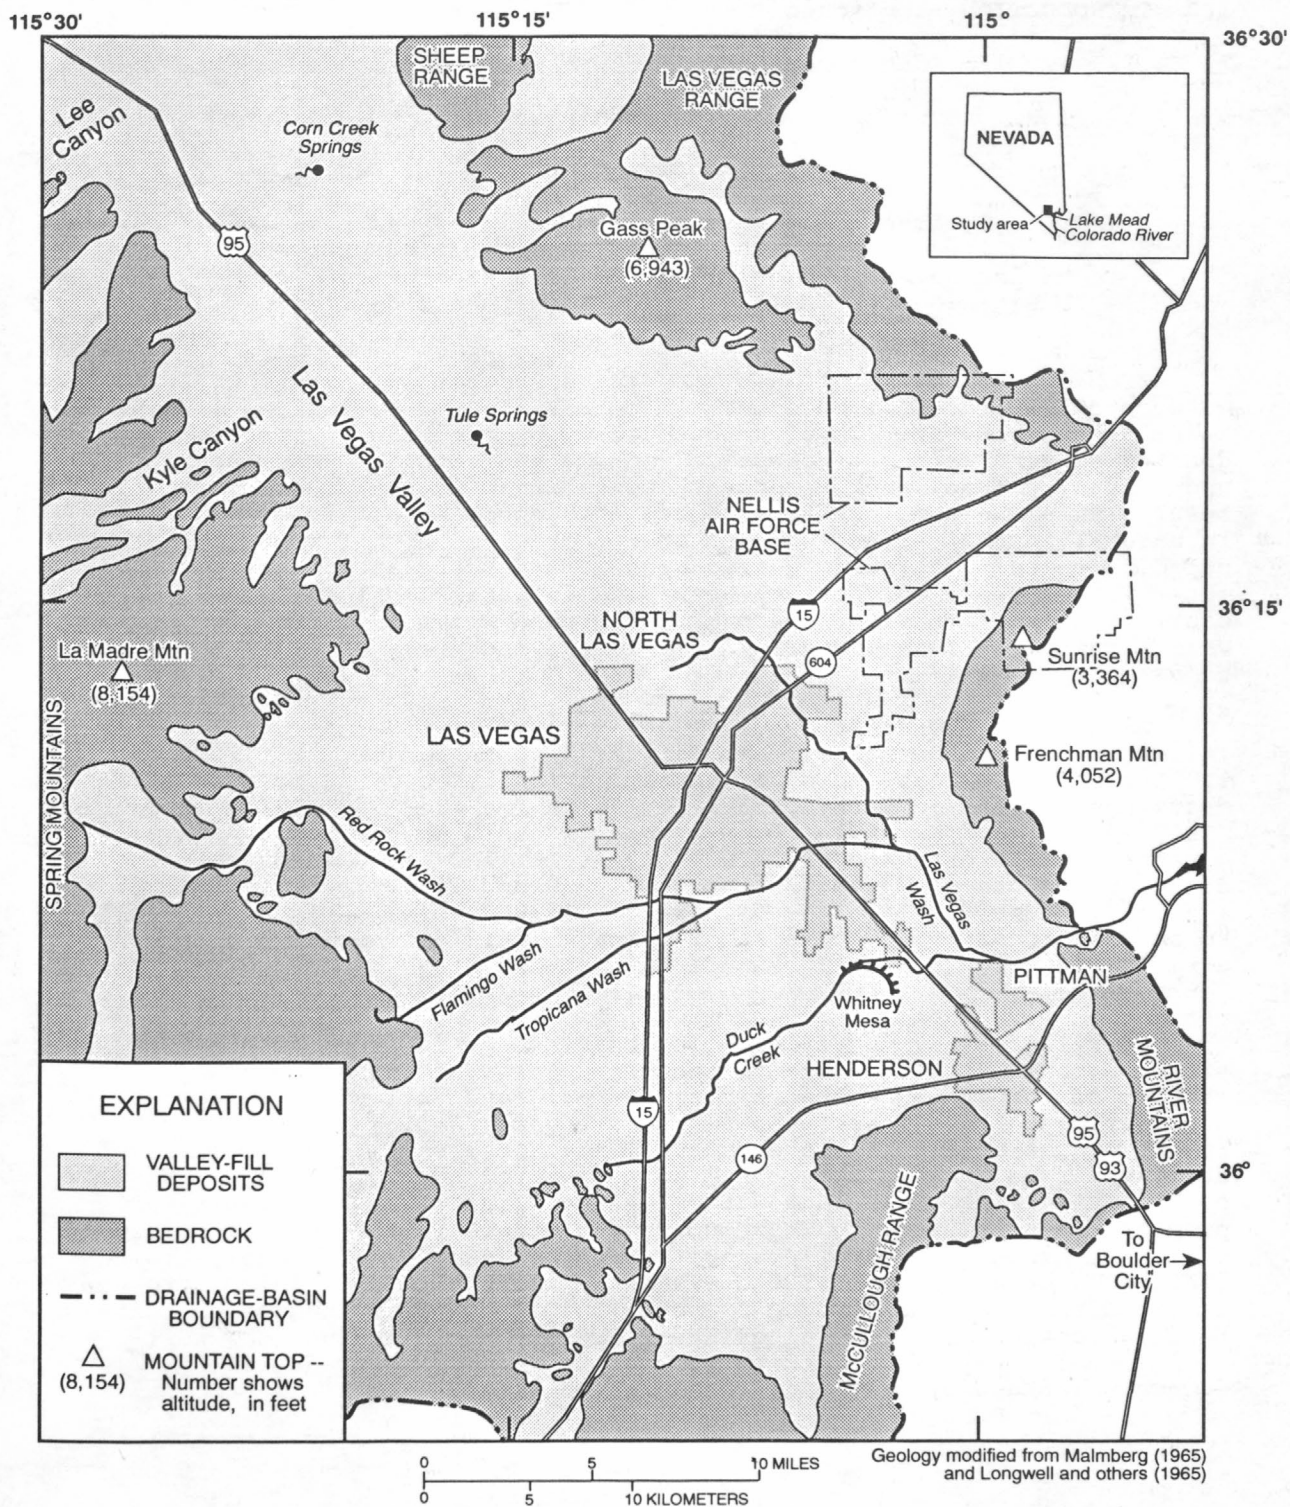 115°30'
115°15'
115°
36°30'
SHEEP
RANGE
LAS VEGAS
RANGE
NEVADA
Study area
Lake Mead
Colorado River
Lee
Canyon
Corn Creek
Springs
95
Gass Peak
(6,943)
Las Vegas Valley
Tule Springs
Kyle Canyon
NELLIS
AIR FORCE
BASE
36°15'
15
NORTH
LAS VEGAS
604
La Madre Mtn
(8,154)
Sunrise Mtn
(3,364)
SPRING MOUNTAINS
LAS VEGAS
Frenchman Mtn
(4,052)
Red Rock Wash
Las Vegas
Wash
Flamingo Wash
Tropicana Wash
PITTMAN
Whitney
Mesa
Duck
Creek
HENDERSON
RIVER
MOUNTAINS
15
95
93
146
36°
McCULLOUGH RANGE
To
Boulder
City
EXPLANATION
VALLEY-FILL
DEPOSITS
BEDROCK
DRAINAGE-BASIN
BOUNDARY
(8,154)
MOUNTAIN TOP --
Number shows
altitude, in feet
Geology modified from Malmberg (1965)
and Longwell and others (1965)
0 5 10 MILES
0 5 10 KILOMETERS